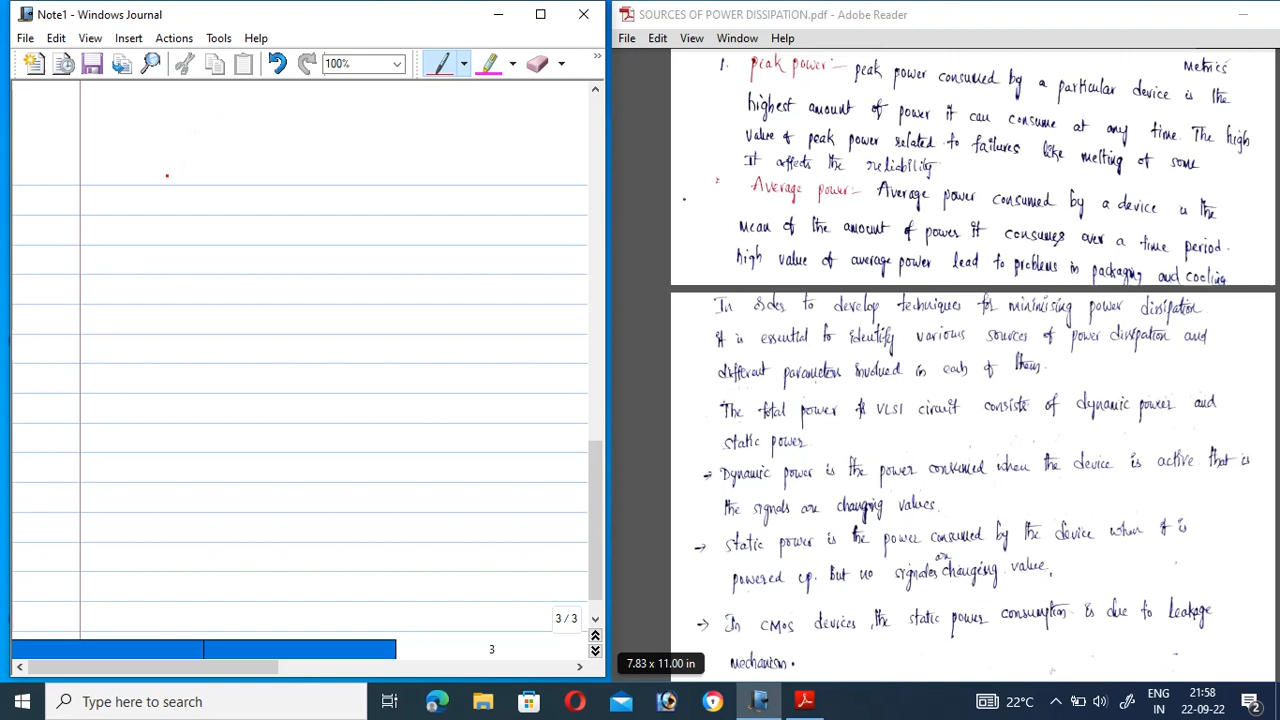 Note1 - Windows Journal
File Edit View Insert Actions Tools Help
100%
3 / 3
3
SOURCES OF POWER DISSIPATION.pdf - Adobe Reader
File Edit View Window Help
Metrics
1. peak power:- peak power consumed by a particular device is the
highest amount of power it can consume at any time. The high
value of peak power related to failures like melting of some
It affects the reliability
Average power:- Average power consumed by a device is the
mean of the amount of power it consumes over a time period.
high value of average power lead to problems in packaging and cooling
In order to develop techniques for minimising power dissipation
it is essential to identify various sources of power dissipation and
different parameters involved in each of them.
The total power of VLSI circuit consists of dynamic power and
static power
→ Dynamic power is the power consumed when the device is active that is
the signals are changing values.
→ static power is the power consumed by the device when it is
powered up. but no signals are changing value.
→ In CMOS devices, the static power consumption is due to leakage
mechanism.
7.83 x 11.00 in
Type here to search
22°C
ENG
IN
21:58
22-09-22
2